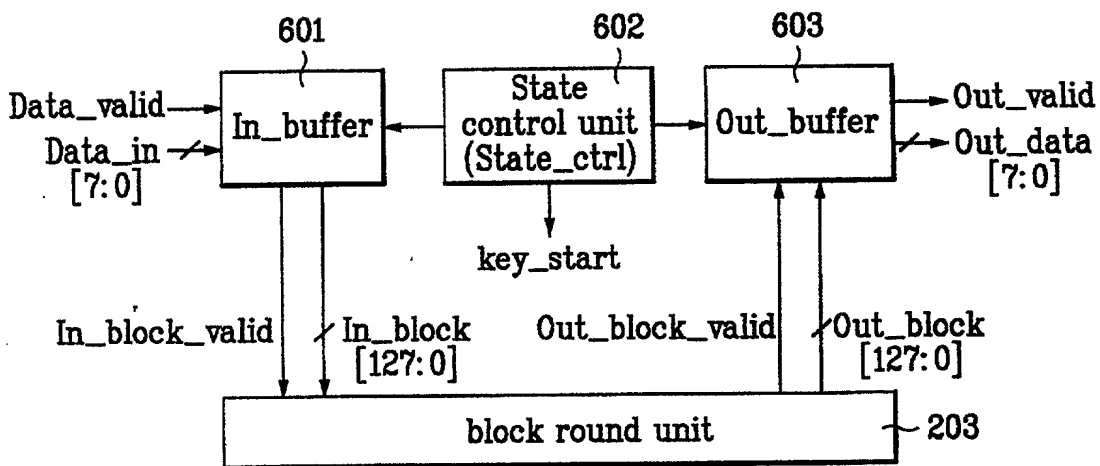 601
602
603
Data_valid
Data_in
[7:0]
In_buffer
State
control unit
(State_ctrl)
Out_buffer
Out_valid
Out_data
[7:0]
key_start
In_block_valid
In_block
[127:0]
Out_block_valid
Out_block
[127:0]
block round unit
203